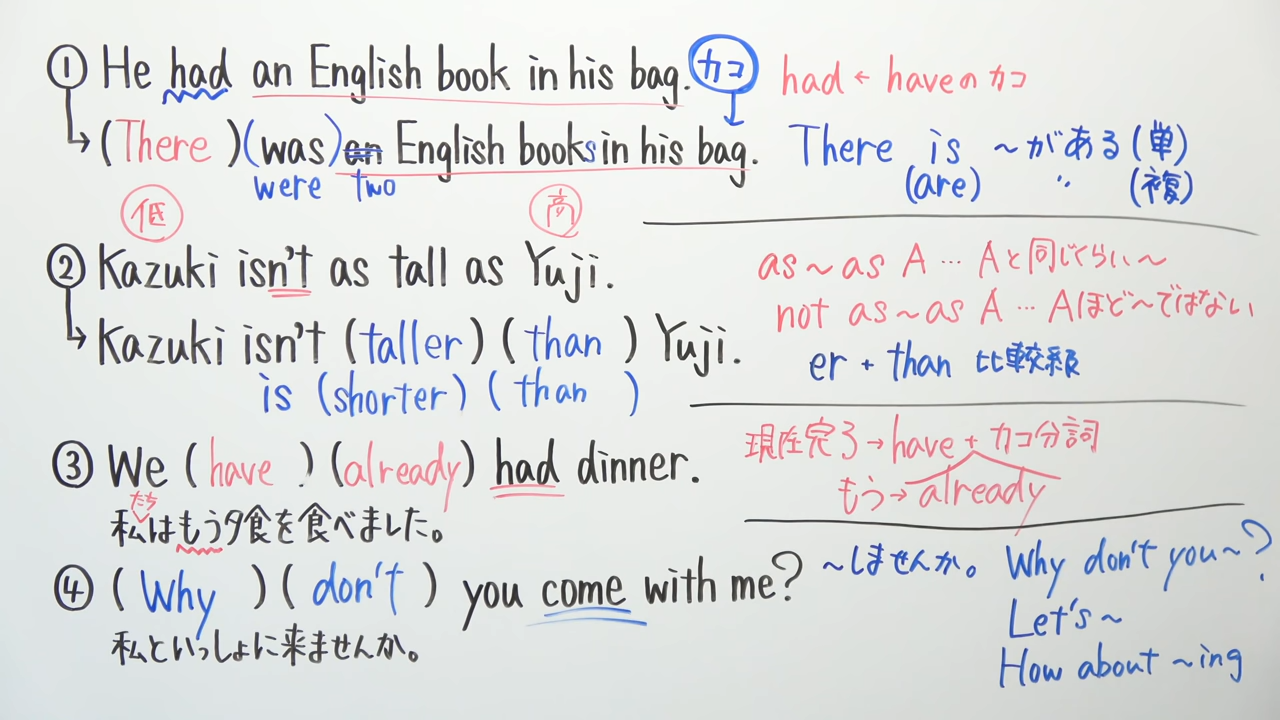 ① He had an English book in his bag. カコ had ← haveのカコ
(There)(was) an English books in his bag. There is ~がある(単)
were two (are) 〃 (複)
低 高
② Kazuki isn't as tall as Yuji. as~as A … Aと同じくらい~
not as~as A … Aほど~ではない
Kazuki isn't (taller)(than) Yuji.
is (shorter)(than) er + than 比較級
③ We (have)(already) had dinner. 現在完了→have + カコ分詞
もう→already
私たちはもう夕食を食べました。
④ (Why)(don't) you come with me? ~しませんか。 Why don't you~?
Let's~
私といっしょに来ませんか。 How about ~ing